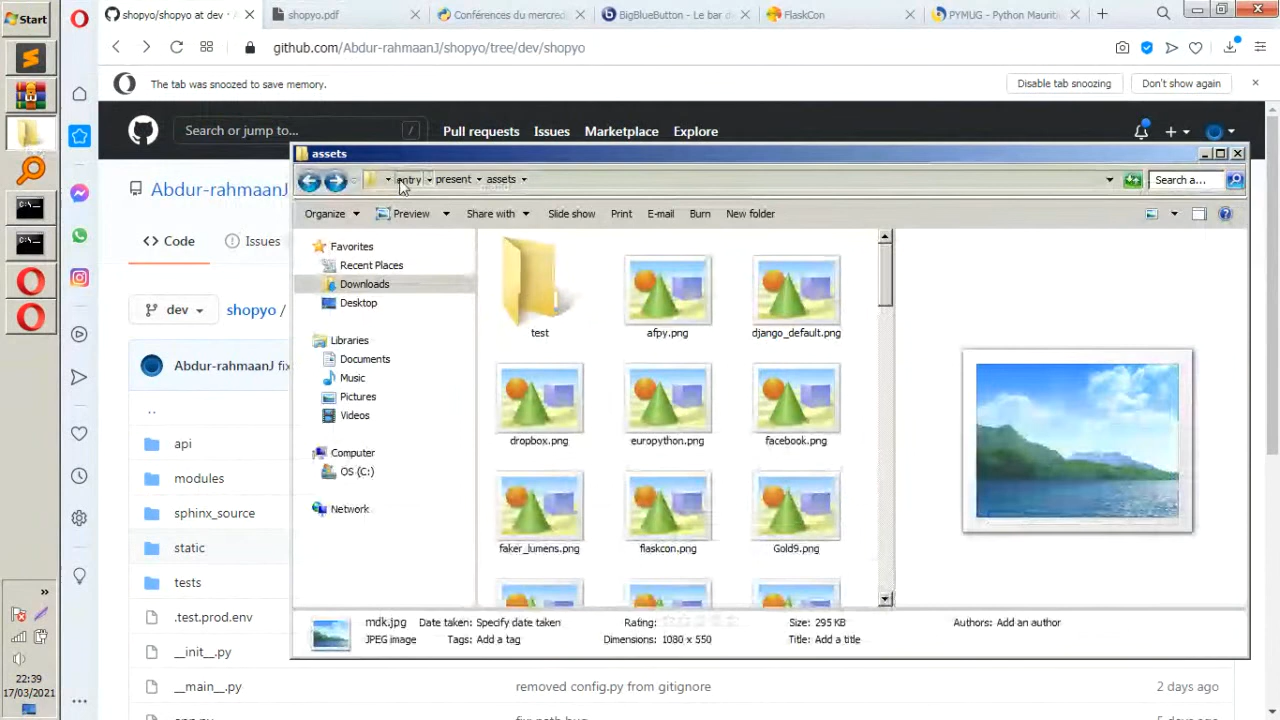 Start
shopyo/shopyo at dev -
shopyo.pdf
Conférences du mercred
BigBlueButton - Le bar d
FlaskCon
PYMUG - Python Mauriti
github.com/Abdur-rahmaanJ/shopyo/tree/dev/shopyo
The tab was snoozed to save memory.
Disable tab snoozing
Don't show again
Search or jump to...
/
Pull requests
Issues
Marketplace
Explore
Abdur-rahmaanJ
Code
Issues
dev
shopyo /
Abdur-rahmaanJ fix
..
api
modules
sphinx_source
static
tests
.test.prod.env
__init__.py
__main__.py
removed config.py from gitignore
2 days ago
5 days ago
assets
entry
present
assets
Search a...
Organize
Preview
Share with
Slide show
Print
E-mail
Burn
New folder
Favorites
Recent Places
Downloads
Desktop
Libraries
Documents
Music
Pictures
Videos
Computer
OS (C:)
Network
test
afpy.png
django_default.png
dropbox.png
europython.png
facebook.png
faker_lumens.png
flaskcon.png
Gold9.png
mdk.jpg
Date taken: Specify date taken
Rating:
Size: 295 KB
Authors: Add an author
JPEG image
Tags: Add a tag
Dimensions: 1080 x 550
Title: Add a title
22:39
17/03/2021